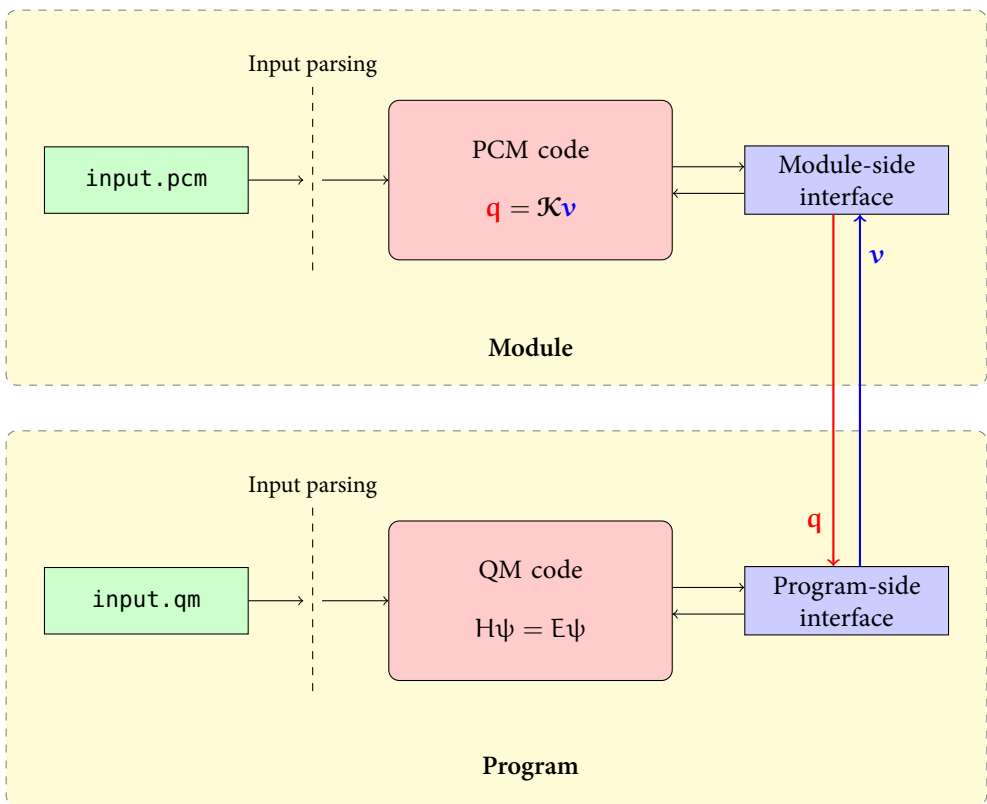 Input parsing
input.pcm
PCM code
q = 𝒦v
Module-side
interface
v
Module
Input parsing
q
input.qm
QM code
Hψ = Eψ
Program-side
interface
Program